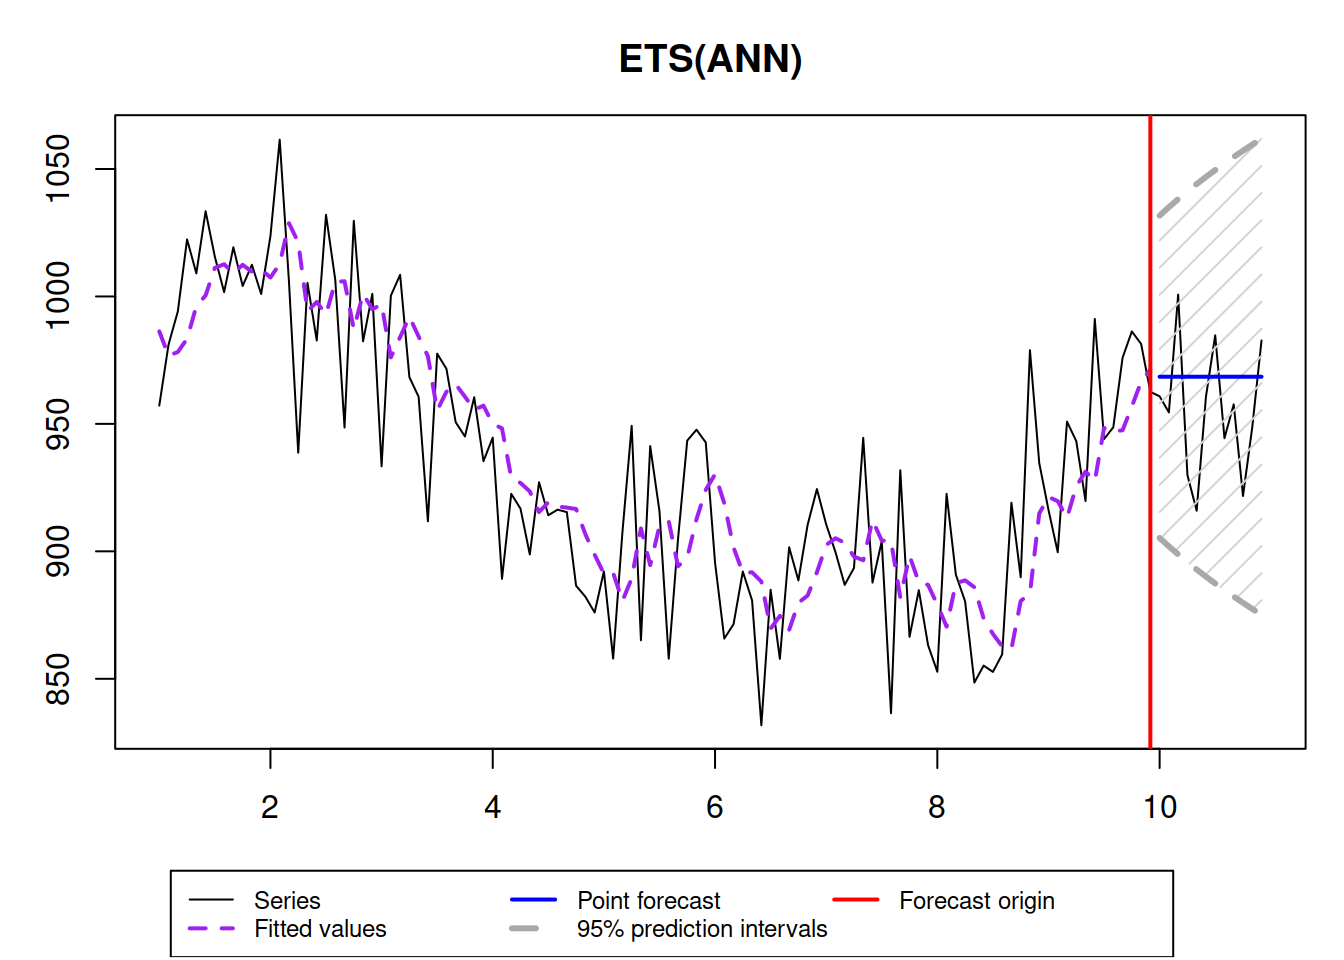 ETS(ANN)
1050
1000
950
900
850
2 4 6 8 10
Series Point forecast Forecast origin
Fitted values 95% prediction intervals